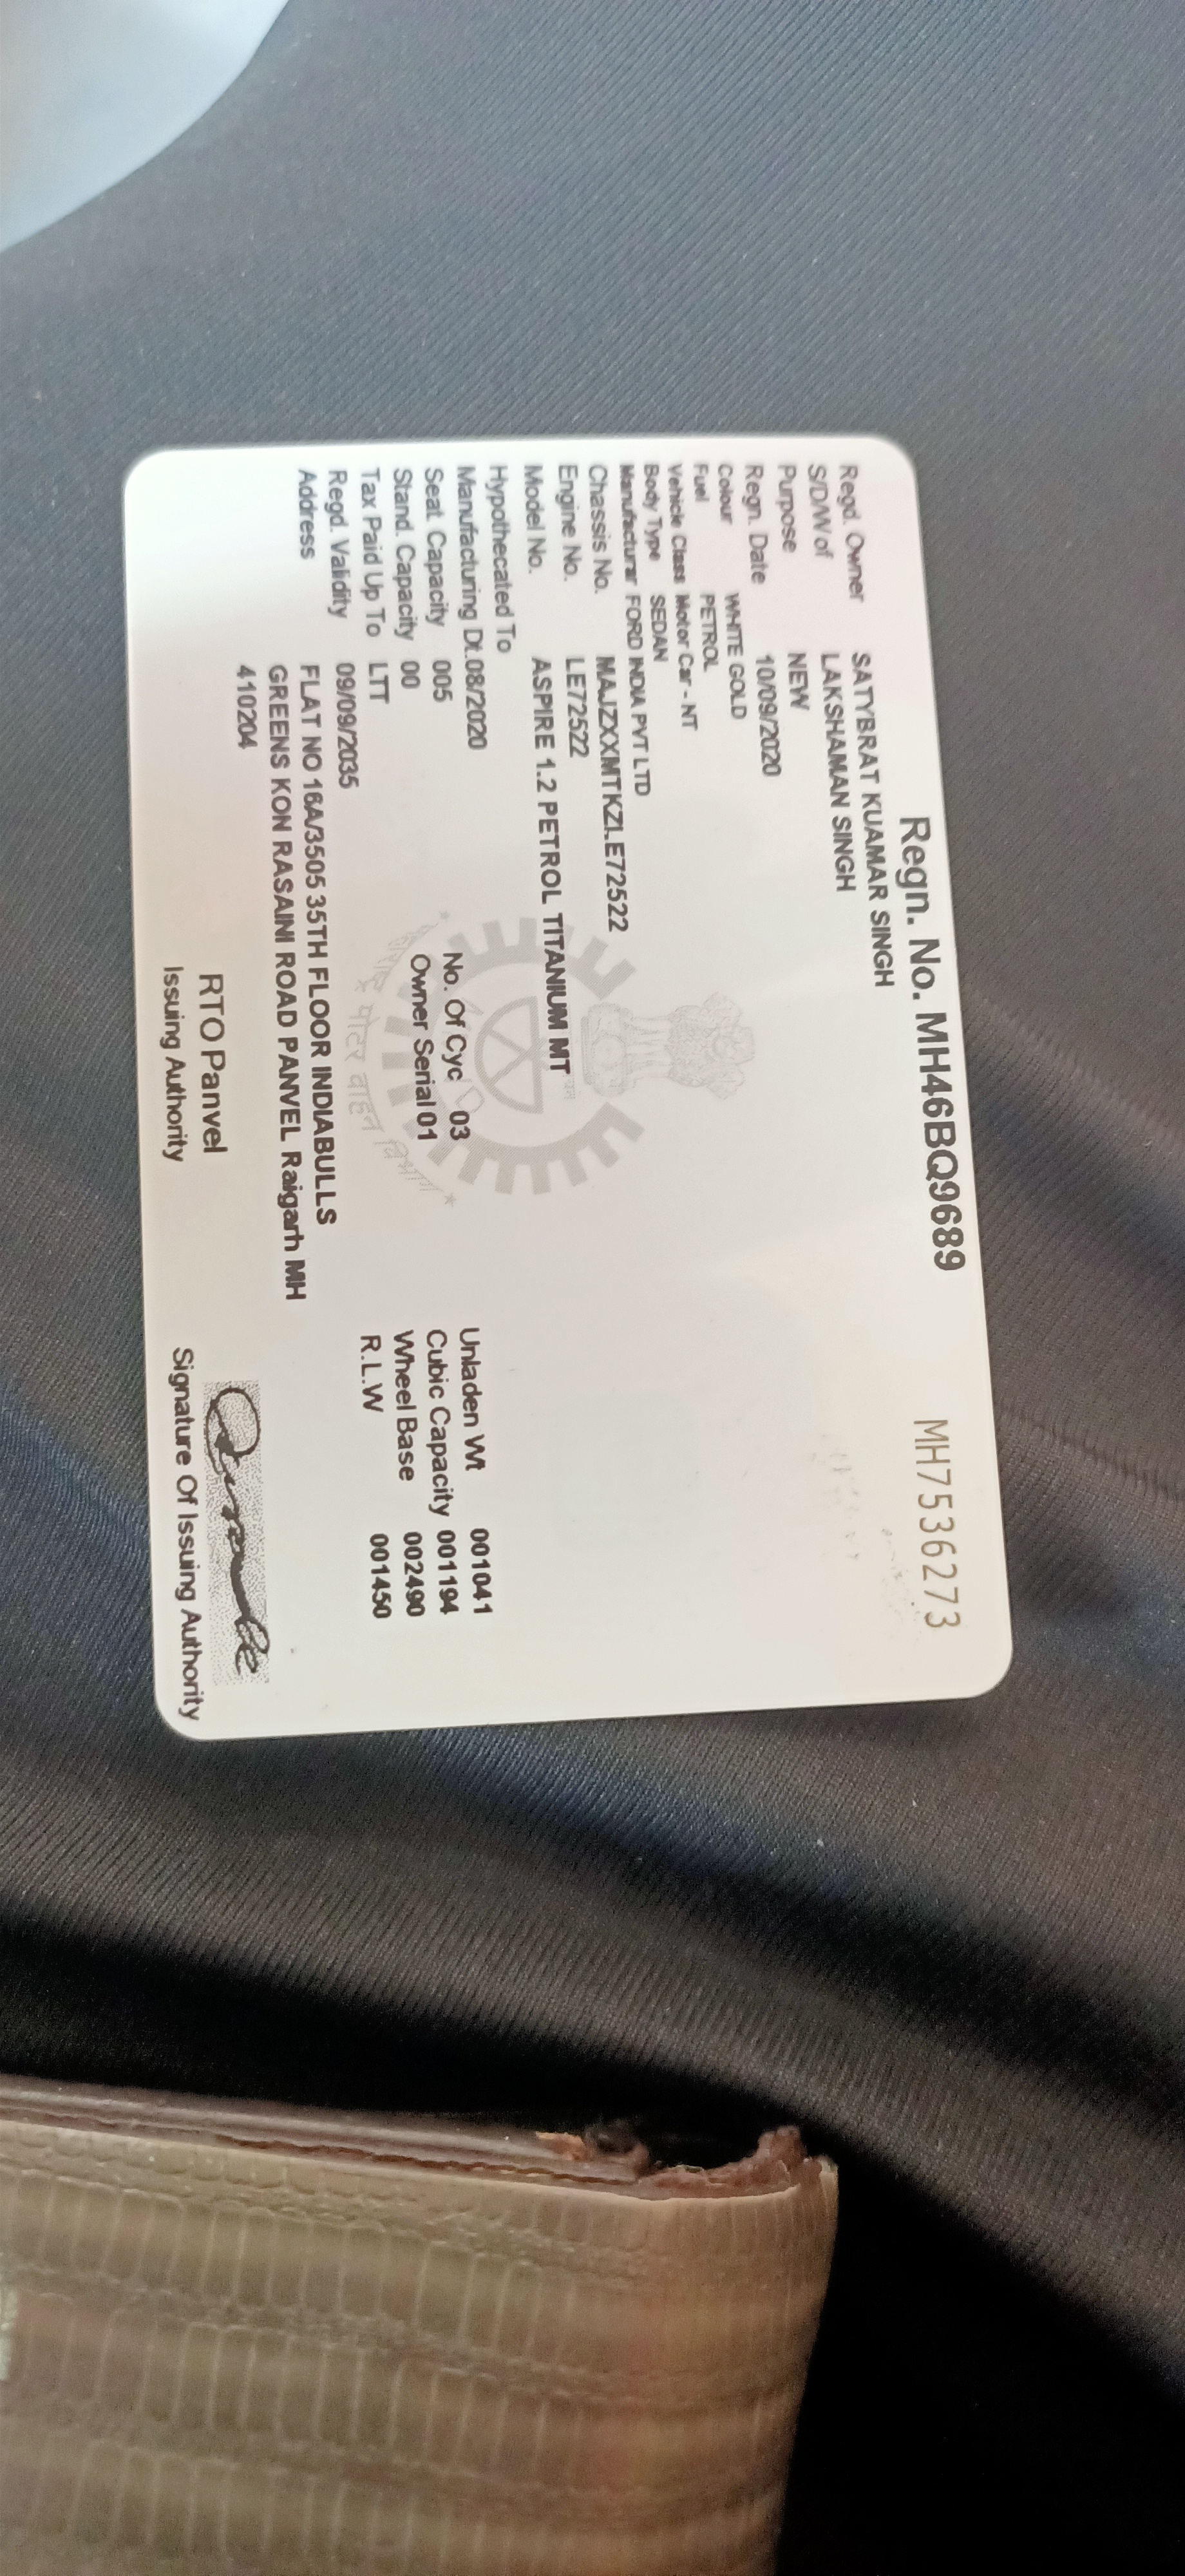 Regn. No. MH46BQ9689
MH7536273
Regd. Owner SATYBRAT KUAMAR SINGH
S/D/W of LAKSHAMAN SINGH
Purpose NEW
Regn. Date 10/09/2020
Colour WHITE GOLD
Fuel PETROL
Vehicle Class Motor Car - NT
Body Type SEDAN
Manufacturar FORD INDIA PVT LTD
Chassis No. MAJZXXMTKZLE72522
Engine No. LE72522
Model No. ASPIRE 1.2 PETROL TITANIUM MT
Hypothecated To
Manufacturing Dt.08/2020 No. Of Cyc 03 Unladen Wt 001041
Seat. Capacity 005 Owner Serial 01 Cubic Capacity 001194
Stand. Capacity 00 Wheel Base 002490
Tax Paid Up To LTT R.L.W 001450
Regd. Validity 09/09/2035
Address FLAT NO 16A/3505 35TH FLOOR INDIABULLS
GREENS KON RASAINI ROAD PANVEL Raigarh MH
410204
RTO Panvel
Issuing Authority Signature Of Issuing Authority
मोटर वाहन विभाग